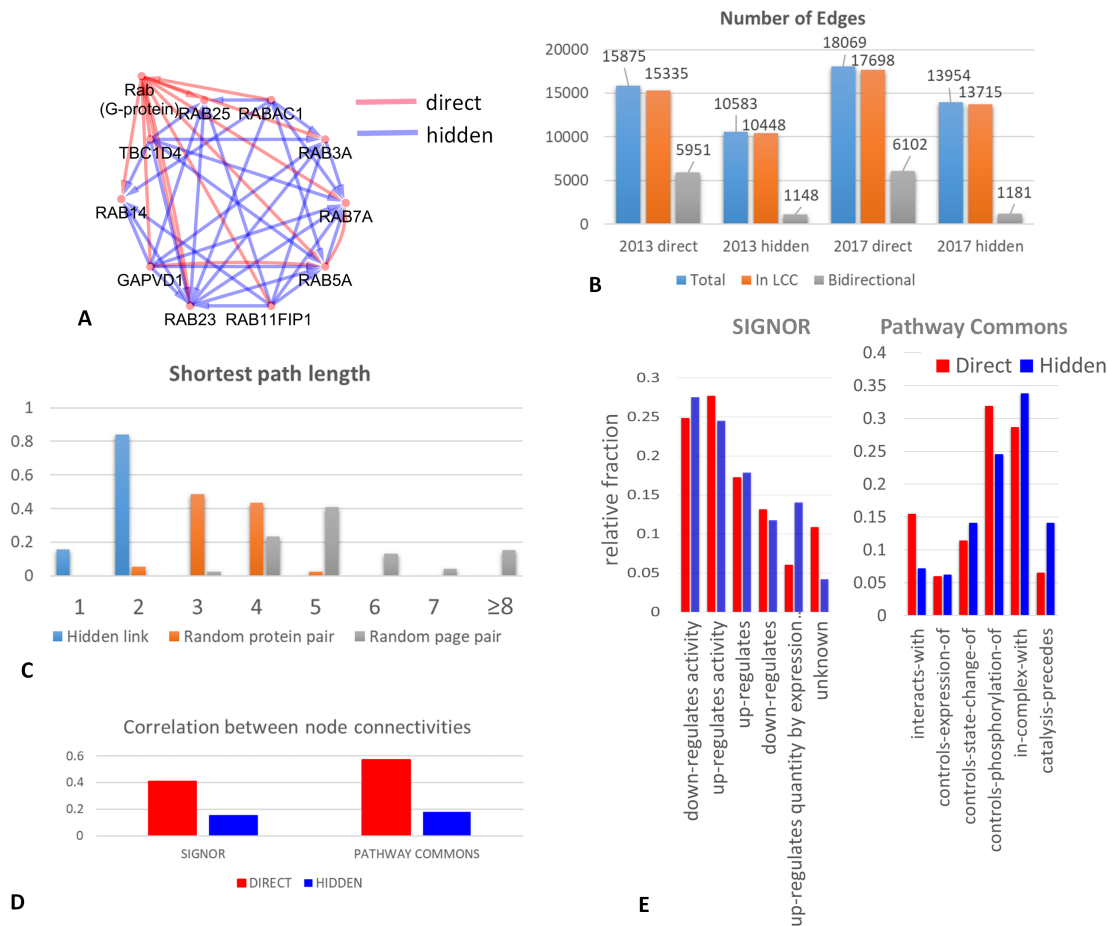 Rab
(G-protein)
RAB25
RABAC1
TBC1D4
RAB3A
RAB14
RAB7A
GAPVD1
RAB5A
RAB23
RAB11FIP1
direct
hidden
A
Number of Edges
20000
15000
10000
5000
0
15875
15335
5951
10583
10448
1148
18069
17698
6102
13954
13715
1181
2013 direct
2013 hidden
2017 direct
2017 hidden
Total
In LCC
Bidirectional
B
Shortest path length
1
0.8
0.6
0.4
0.2
0
1
2
3
4
5
6
7
≥8
Hidden link
Random protein pair
Random page pair
C
Correlation between node connectivities
0.6
0.4
0.2
0
SIGNOR
PATHWAY COMMONS
DIRECT
HIDDEN
D
SIGNOR
relative fraction
0.3
0.25
0.2
0.15
0.1
0.05
0
down-regulates activity
up-regulates activity
up-regulates
down-regulates
up-regulates quantity by expression…
unknown
Pathway Commons
Direct
Hidden
0.4
0.35
0.3
0.25
0.2
0.15
0.1
0.05
0
interacts-with
controls-expression-of
controls-state-change-of
controls-phosphorylation-of
in-complex-with
catalysis-precedes
E